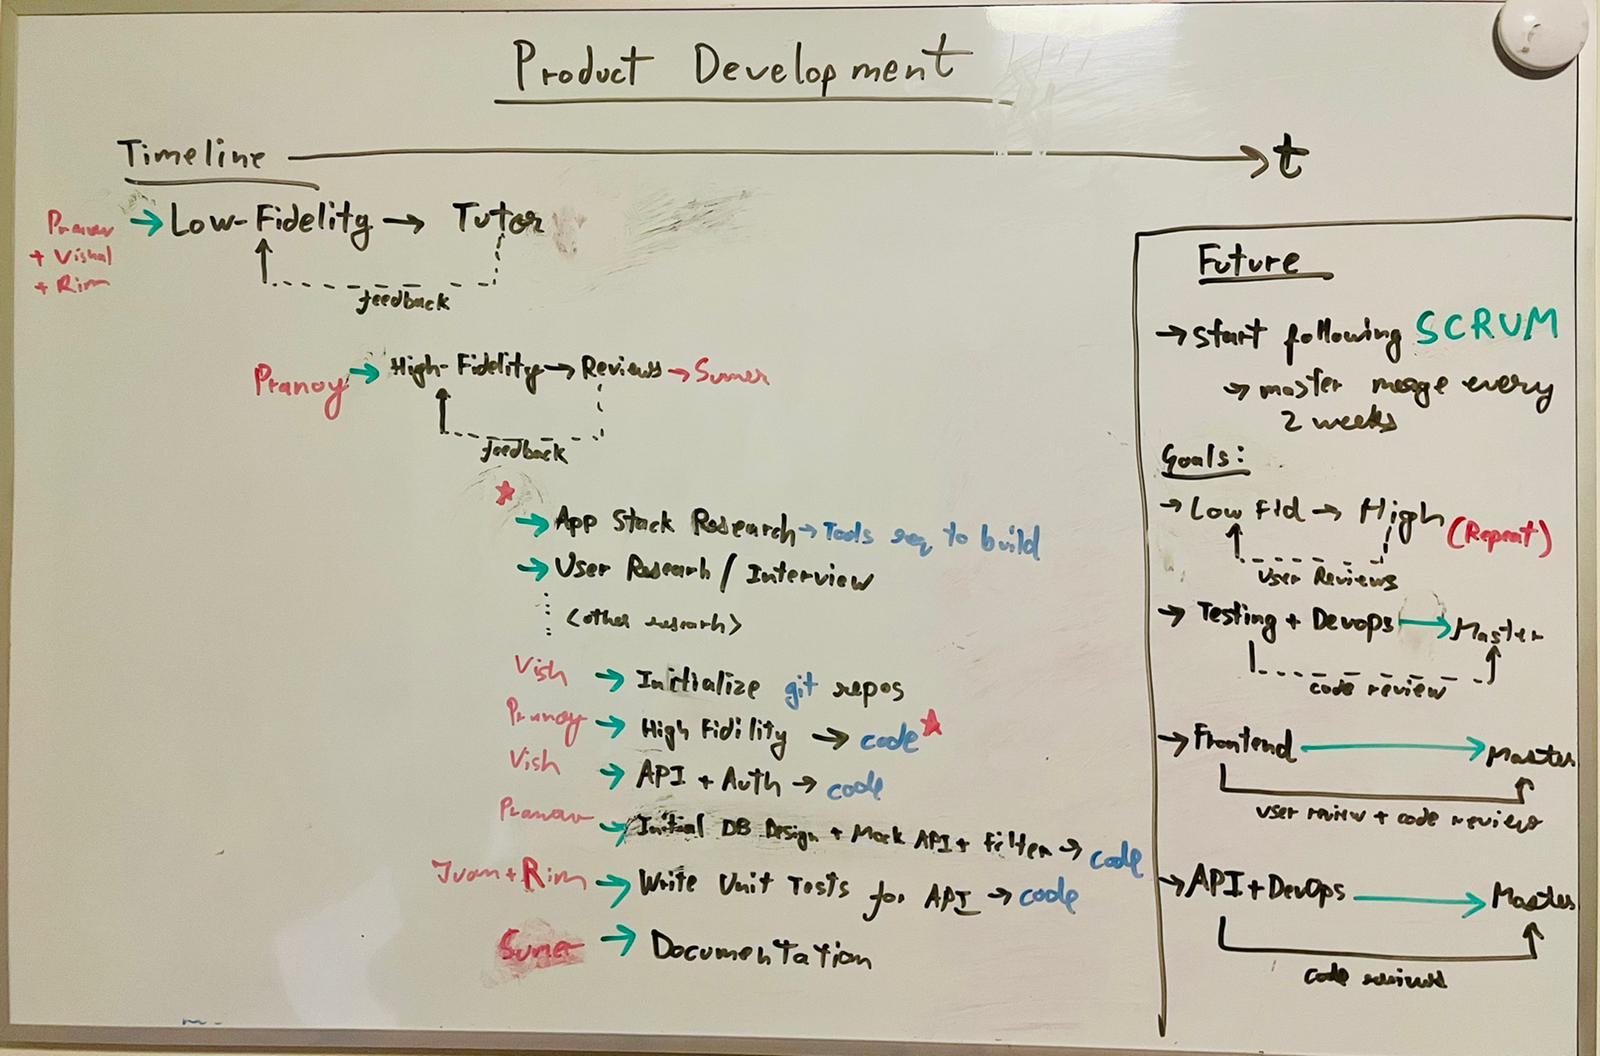 Product Development
Timeline → t
Pranav → Low-Fidelity → Tutor
+ Vishal
+ Rim
feedback
Pranoy → High-Fidelity → Reviews → Sumer
feedback
★
→ App Stack Research → Tools req to build
→ User Researh / Interview
<other research>
Vish → Initialize git repos
Pranoy → High Fidility → code★
Vish → API + Auth → code
Pranav → Initial DB Design + Mock API + Filter → code
Juan + Rim → Write Unit Tests for API → code
Sumer → Documentation
Future
→ start following SCRUM
→ master merge every
2 weeks
Goals:
→ Low Fid → High (Repeat)
User Reviews
→ Testing + Devops → Master
code review
→ Frontend → Master
user review + code review
→ API + DevOps → Master
code review